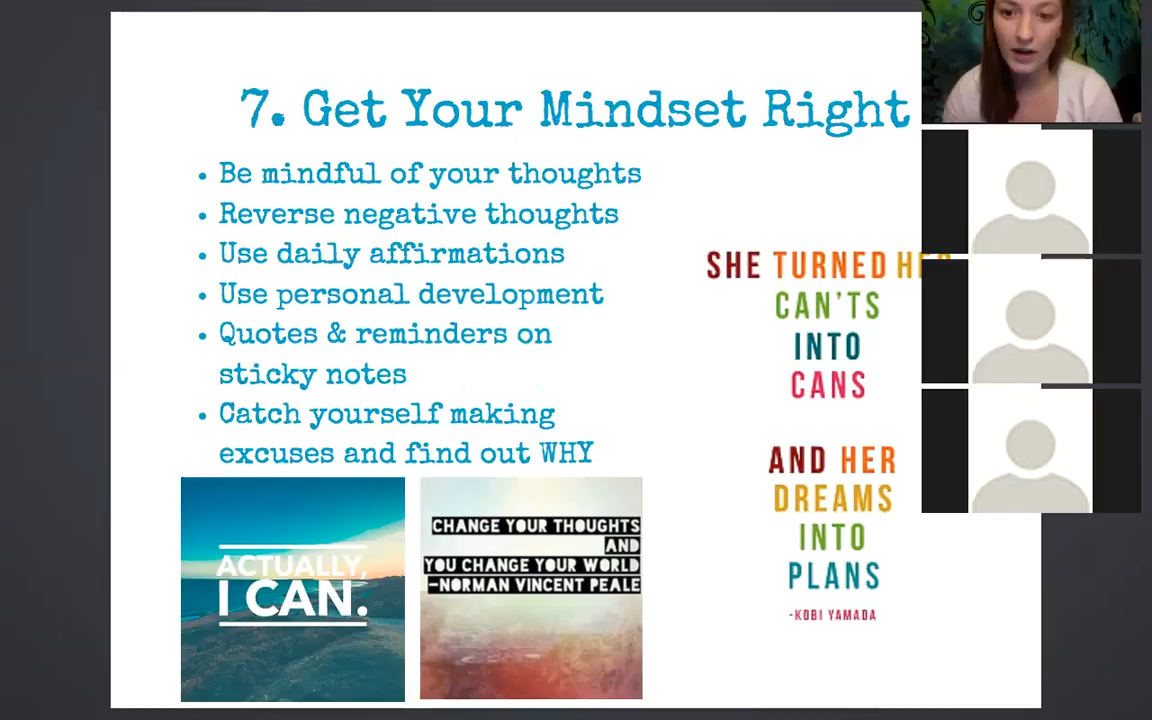 7. Get Your Mindset Right
• Be mindful of your thoughts
• Reverse negative thoughts
• Use daily affirmations
• Use personal development
• Quotes & reminders on
sticky notes
• Catch yourself making
excuses and find out WHY
ACTUALLY,
I CAN.
CHANGE YOUR THOUGHTS
AND
YOU CHANGE YOUR WORLD
-NORMAN VINCENT PEALE
SHE TURNED HER
CAN'TS
INTO
CANS
AND HER
DREAMS
INTO
PLANS
-KOBI YAMADA